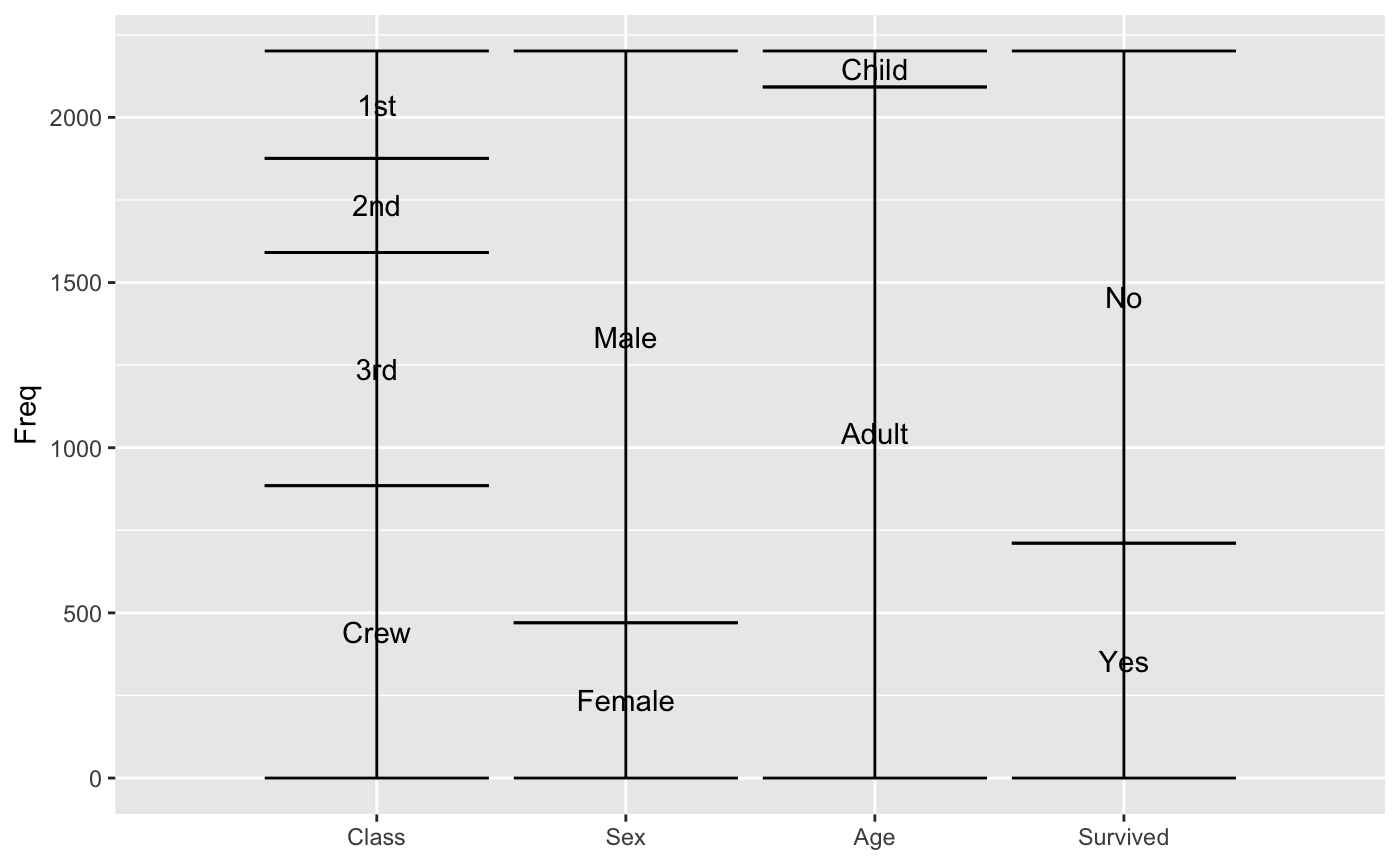 Freq
2000
1500
1000
500
0
1st
2nd
3rd
Crew
Male
Female
Child
Adult
No
Yes
Class
Sex
Age
Survived